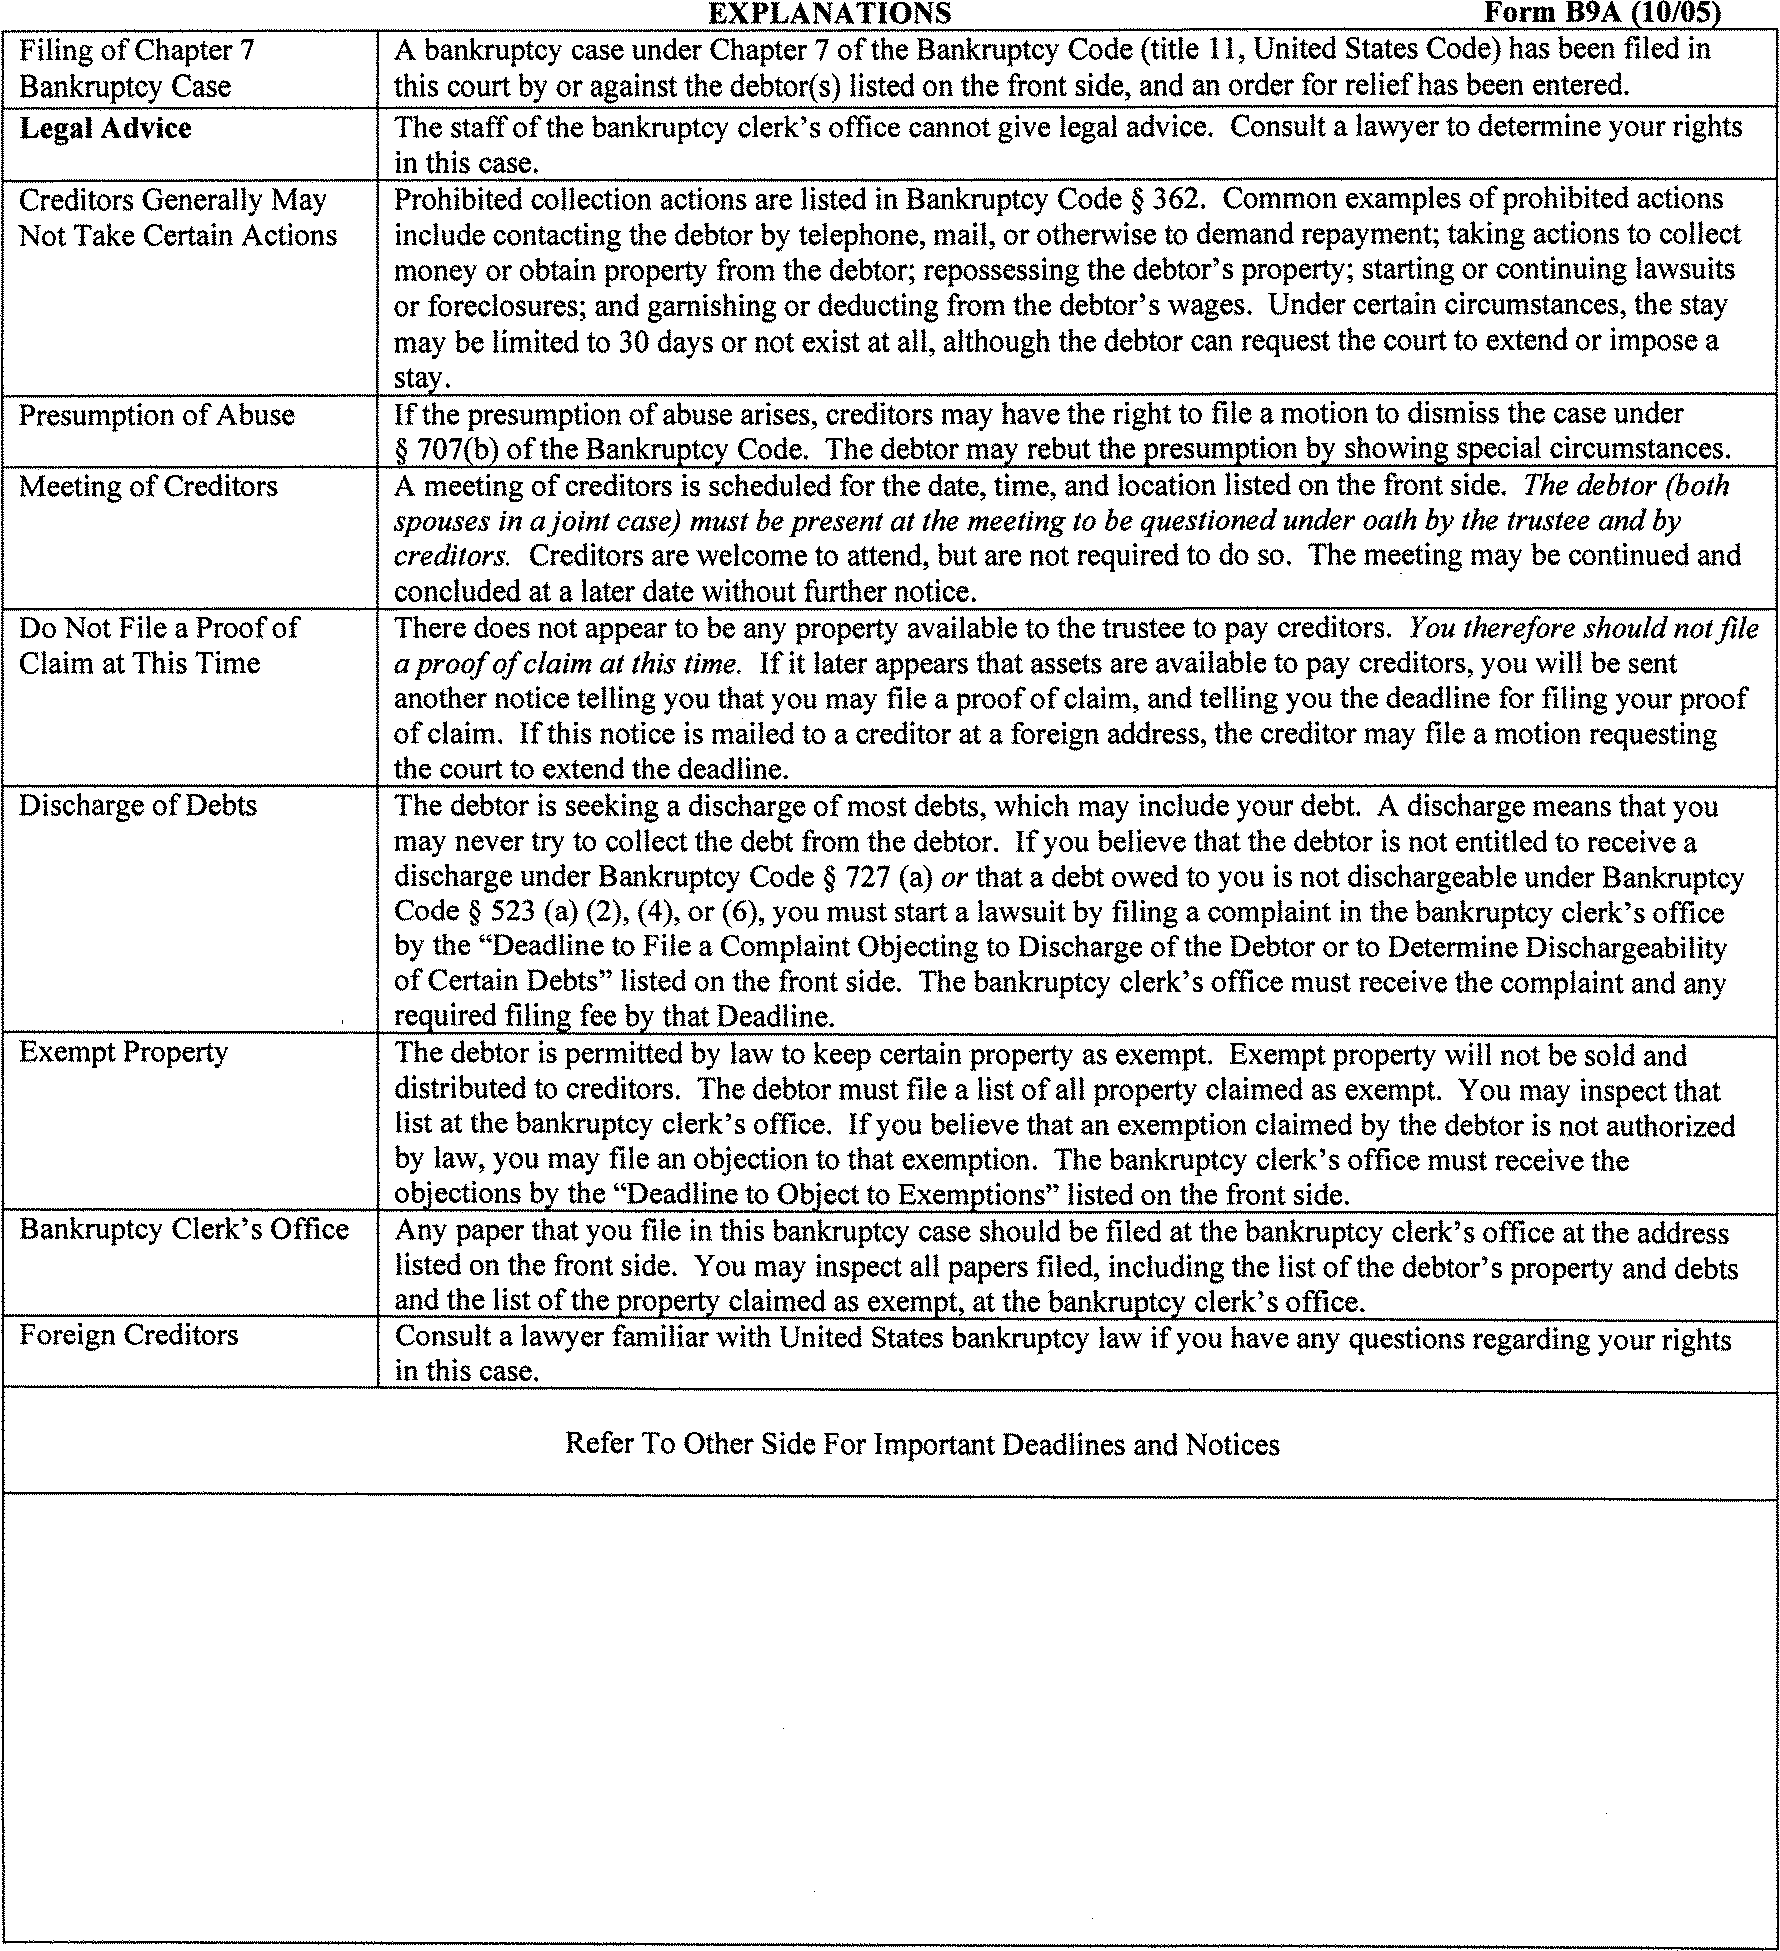 EXPLANATIONS Form B9A (10/05)
Filing of Chapter 7
Bankruptcy Case
A bankruptcy case under Chapter 7 of the Bankruptcy Code (title 11, United States Code) has been filed in
this court by or against the debtor(s) listed on the front side, and an order for relief has been entered.
Legal Advice
The staff of the bankruptcy clerk's office cannot give legal advice. Consult a lawyer to determine your rights
in this case.
Creditors Generally May
Not Take Certain Actions
Prohibited collection actions are listed in Bankruptcy Code § 362. Common examples of prohibited actions
include contacting the debtor by telephone, mail, or otherwise to demand repayment; taking actions to collect
money or obtain property from the debtor; repossessing the debtor's property; starting or continuing lawsuits
or foreclosures; and garnishing or deducting from the debtor's wages. Under certain circumstances, the stay
may be limited to 30 days or not exist at all, although the debtor can request the court to extend or impose a
stay.
Presumption of Abuse
If the presumption of abuse arises, creditors may have the right to file a motion to dismiss the case under
§ 707(b) of the Bankruptcy Code. The debtor may rebut the presumption by showing special circumstances.
Meeting of Creditors
A meeting of creditors is scheduled for the date, time, and location listed on the front side. The debtor (both
spouses in a joint case) must be present at the meeting to be questioned under oath by the trustee and by
creditors. Creditors are welcome to attend, but are not required to do so. The meeting may be continued and
concluded at a later date without further notice.
Do Not File a Proof of
Claim at This Time
There does not appear to be any property available to the trustee to pay creditors. You therefore should not file
a proof of claim at this time. If it later appears that assets are available to pay creditors, you will be sent
another notice telling you that you may file a proof of claim, and telling you the deadline for filing your proof
of claim. If this notice is mailed to a creditor at a foreign address, the creditor may file a motion requesting
the court to extend the deadline.
Discharge of Debts
The debtor is seeking a discharge of most debts, which may include your debt. A discharge means that you
may never try to collect the debt from the debtor. If you believe that the debtor is not entitled to receive a
discharge under Bankruptcy Code § 727 (a) or that a debt owed to you is not dischargeable under Bankruptcy
Code § 523 (a) (2), (4), or (6), you must start a lawsuit by filing a complaint in the bankruptcy clerk's office
by the “Deadline to File a Complaint Objecting to Discharge of the Debtor or to Determine Dischargeability
of Certain Debts” listed on the front side. The bankruptcy clerk's office must receive the complaint and any
required filing fee by that Deadline.
Exempt Property
The debtor is permitted by law to keep certain property as exempt. Exempt property will not be sold and
distributed to creditors. The debtor must file a list of all property claimed as exempt. You may inspect that
list at the bankruptcy clerk's office. If you believe that an exemption claimed by the debtor is not authorized
by law, you may file an objection to that exemption. The bankruptcy clerk's office must receive the
objections by the “Deadline to Object to Exemptions” listed on the front side.
Bankruptcy Clerk's Office
Any paper that you file in this bankruptcy case should be filed at the bankruptcy clerk's office at the address
listed on the front side. You may inspect all papers filed, including the list of the debtor's property and debts
and the list of the property claimed as exempt, at the bankruptcy clerk's office.
Foreign Creditors
Consult a lawyer familiar with United States bankruptcy law if you have any questions regarding your rights
in this case.
Refer To Other Side For Important Deadlines and Notices